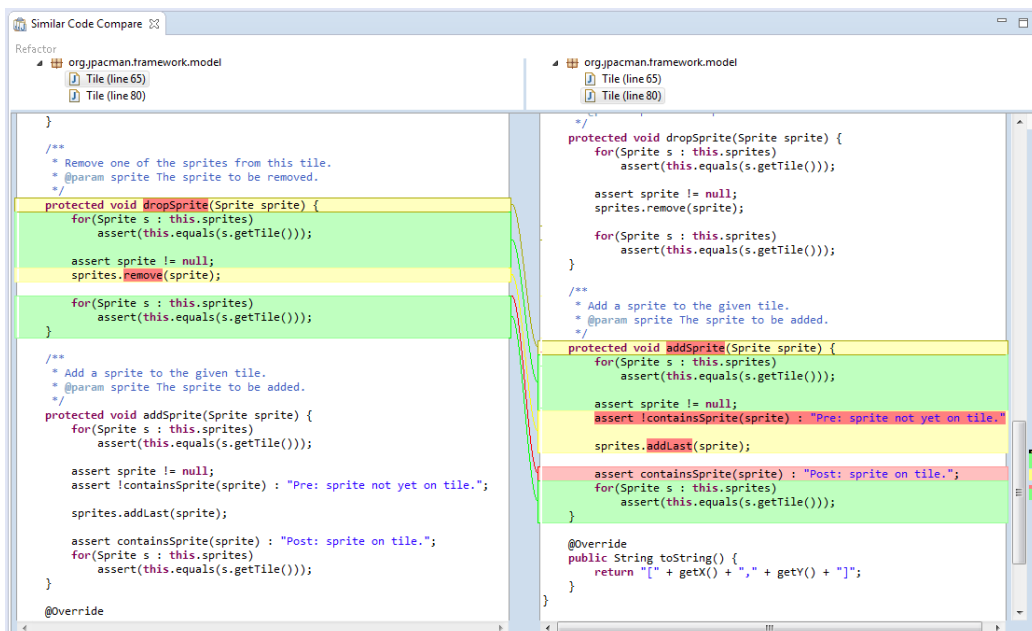 Similar Code Compare
Refactor
org.jpacman.framework.model
Tile (line 65)
Tile (line 80)
}
/**
* Remove one of the sprites from this tile.
* @param sprite The sprite to be removed.
*/
protected void dropSprite(Sprite sprite) {
for(Sprite s : this.sprites)
assert(this.equals(s.getTile()));
assert sprite != null;
sprites.remove(sprite);
for(Sprite s : this.sprites)
assert(this.equals(s.getTile()));
}
/**
* Add a sprite to the given tile.
* @param sprite The sprite to be added.
*/
protected void addSprite(Sprite sprite) {
for(Sprite s : this.sprites)
assert(this.equals(s.getTile()));
assert sprite != null;
assert !containsSprite(sprite) : "Pre: sprite not yet on tile.";
sprites.addLast(sprite);
assert containsSprite(sprite) : "Post: sprite on tile.";
for(Sprite s : this.sprites)
assert(this.equals(s.getTile()));
}
@Override
org.jpacman.framework.model
Tile (line 65)
Tile (line 80)
*/
protected void dropSprite(Sprite sprite) {
for(Sprite s : this.sprites)
assert(this.equals(s.getTile()));
assert sprite != null;
sprites.remove(sprite);
for(Sprite s : this.sprites)
assert(this.equals(s.getTile()));
}
/**
* Add a sprite to the given tile.
* @param sprite The sprite to be added.
*/
protected void addSprite(Sprite sprite) {
for(Sprite s : this.sprites)
assert(this.equals(s.getTile()));
assert sprite != null;
assert !containsSprite(sprite) : "Pre: sprite not yet on tile."
sprites.addLast(sprite);
assert containsSprite(sprite) : "Post: sprite on tile.";
for(Sprite s : this.sprites)
assert(this.equals(s.getTile()));
}
@Override
public String toString() {
return "[" + getX() + "," + getY() + "]";
}
}